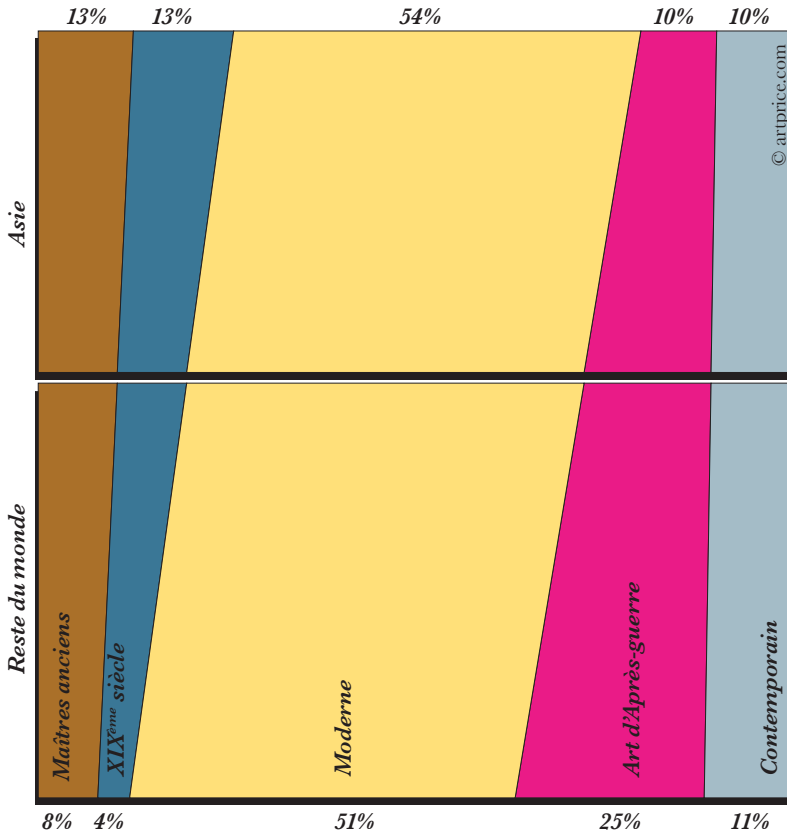 13% 13% 54% 10% 10%
© artprice.com
Asie
Reste du monde
Maîtres anciens
XIXème siècle
Moderne
Art d'Après-guerre
Contemporain
8% 4% 51% 25% 11%